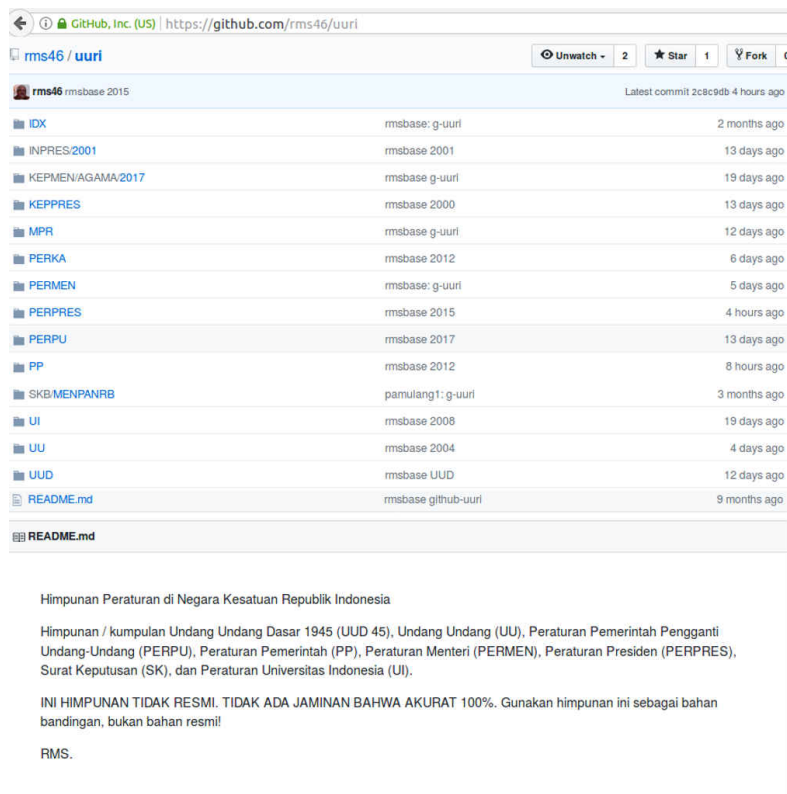 GitHub, Inc. (US) https://github.com/rms46/uuri
rms46 / uuri Unwatch 2 Star 1 Fork
rms46 rmsbase 2015 Latest commit 2c8c9db 4 hours ago
IDX rmsbase: g-uuri 2 months ago
INPRES/2001 rmsbase 2001 13 days ago
KEPMEN/AGAMA/2017 rmsbase g-uuri 19 days ago
KEPPRES rmsbase 2000 13 days ago
MPR rmsbase g-uuri 12 days ago
PERKA rmsbase 2012 6 days ago
PERMEN rmsbase: g-uuri 5 days ago
PERPRES rmsbase 2015 4 hours ago
PERPU rmsbase 2017 13 days ago
PP rmsbase 2012 8 hours ago
SKB/MENPANRB pamulang1: g-uuri 3 months ago
UI rmsbase 2008 19 days ago
UU rmsbase 2004 4 days ago
UUD rmsbase UUD 12 days ago
README.md rmsbase github-uuri 9 months ago
README.md
Himpunan Peraturan di Negara Kesatuan Republik Indonesia
Himpunan / kumpulan Undang Undang Dasar 1945 (UUD 45), Undang Undang (UU), Peraturan Pemerintah Pengganti
Undang-Undang (PERPU), Peraturan Pemerintah (PP), Peraturan Menteri (PERMEN), Peraturan Presiden (PERPRES),
Surat Keputusan (SK), dan Peraturan Universitas Indonesia (UI).
INI HIMPUNAN TIDAK RESMI. TIDAK ADA JAMINAN BAHWA AKURAT 100%. Gunakan himpunan ini sebagai bahan
bandingan, bukan bahan resmi!
RMS.